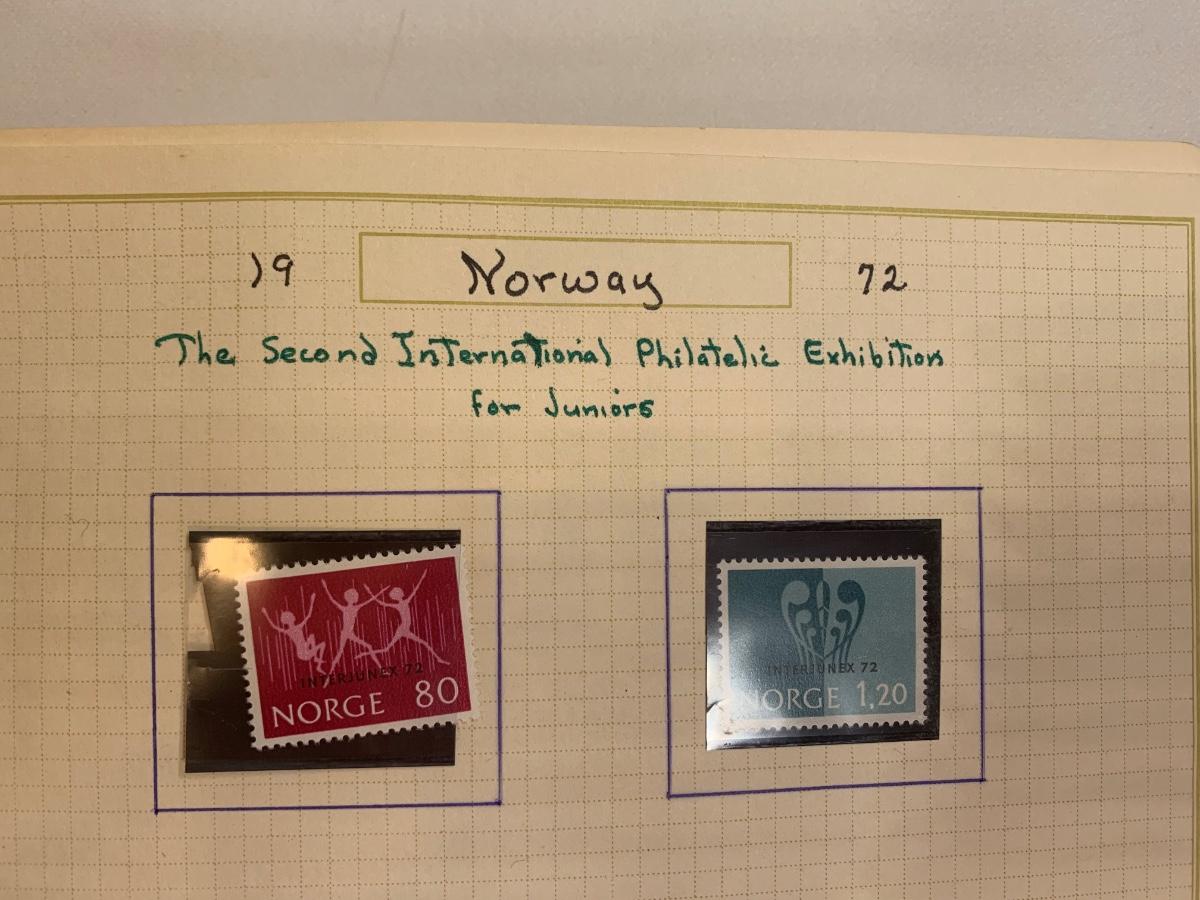 19 Norway 72
The Second International Philatelic Exhibition
for Juniors
INTERJUNEX 72
NORGE 80
INTERJUNEX 72
NORGE 1,20